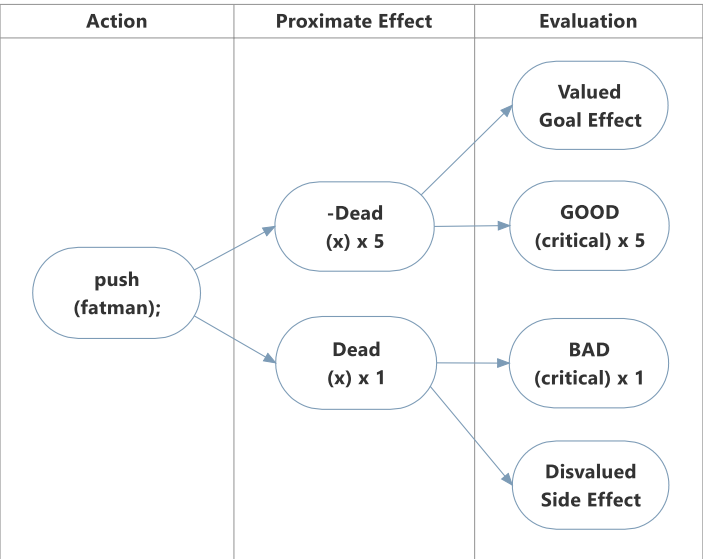 Action
Proximate Effect
Evaluation
push
(fatman);
-Dead
(x) x 5
Dead
(x) x 1
Valued
Goal Effect
GOOD
(critical) x 5
BAD
(critical) x 1
Disvalued
Side Effect